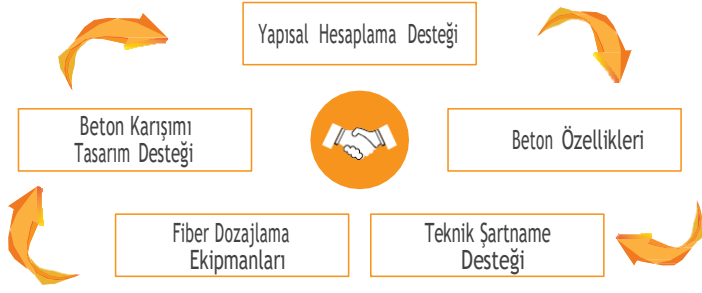 Yapısal Hesaplama Desteği
Beton Karışımı
Tasarım Desteği
Beton Özellikleri
Fiber Dozajlama
Ekipmanları
Teknik Şartname
Desteği